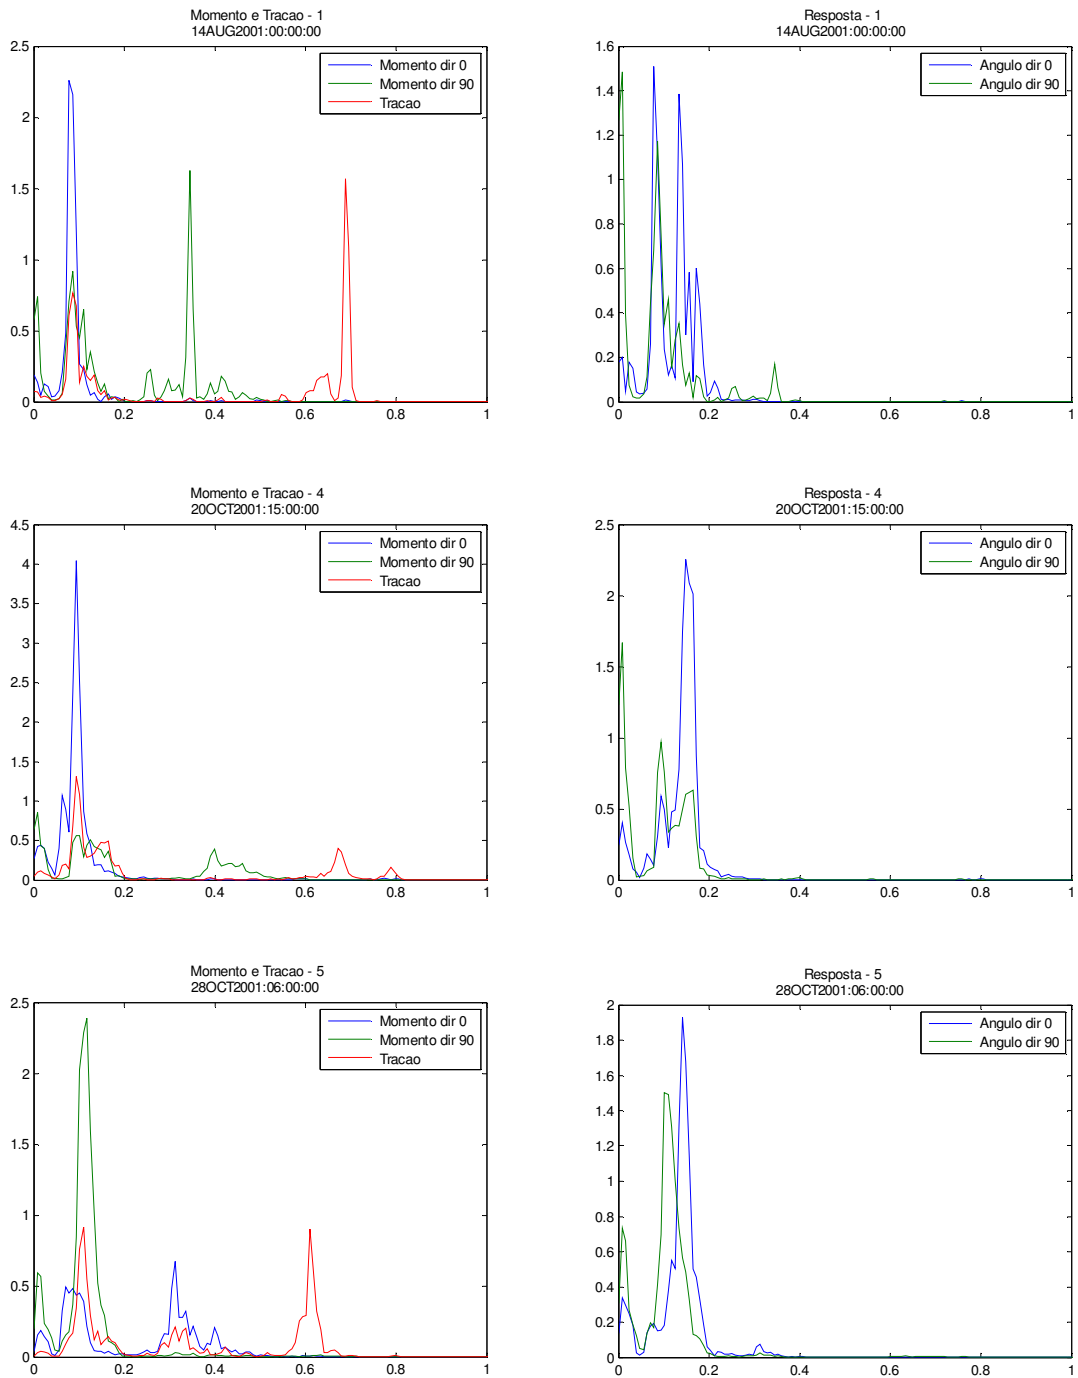 Momento e Tracao - 1
14AUG2001:00:00:00
2.5
2
1.5
1
0.5
0
0 0.2 0.4 0.6 0.8 1
Momento dir 0
Momento dir 90
Tracao
Resposta - 1
14AUG2001:00:00:00
1.6
1.4
1.2
1
0.8
0.6
0.4
0.2
0
0 0.2 0.4 0.6 0.8 1
Angulo dir 0
Angulo dir 90
Momento e Tracao - 4
20OCT2001:15:00:00
4.5
4
3.5
3
2.5
2
1.5
1
0.5
0
0 0.2 0.4 0.6 0.8 1
Momento dir 0
Momento dir 90
Tracao
Resposta - 4
20OCT2001:15:00:00
2.5
2
1.5
1
0.5
0
0 0.2 0.4 0.6 0.8 1
Angulo dir 0
Angulo dir 90
Momento e Tracao - 5
28OCT2001:06:00:00
2.5
2
1.5
1
0.5
0
0 0.2 0.4 0.6 0.8 1
Momento dir 0
Momento dir 90
Tracao
Resposta - 5
28OCT2001:06:00:00
2
1.8
1.6
1.4
1.2
1
0.8
0.6
0.4
0.2
0
0 0.2 0.4 0.6 0.8 1
Angulo dir 0
Angulo dir 90